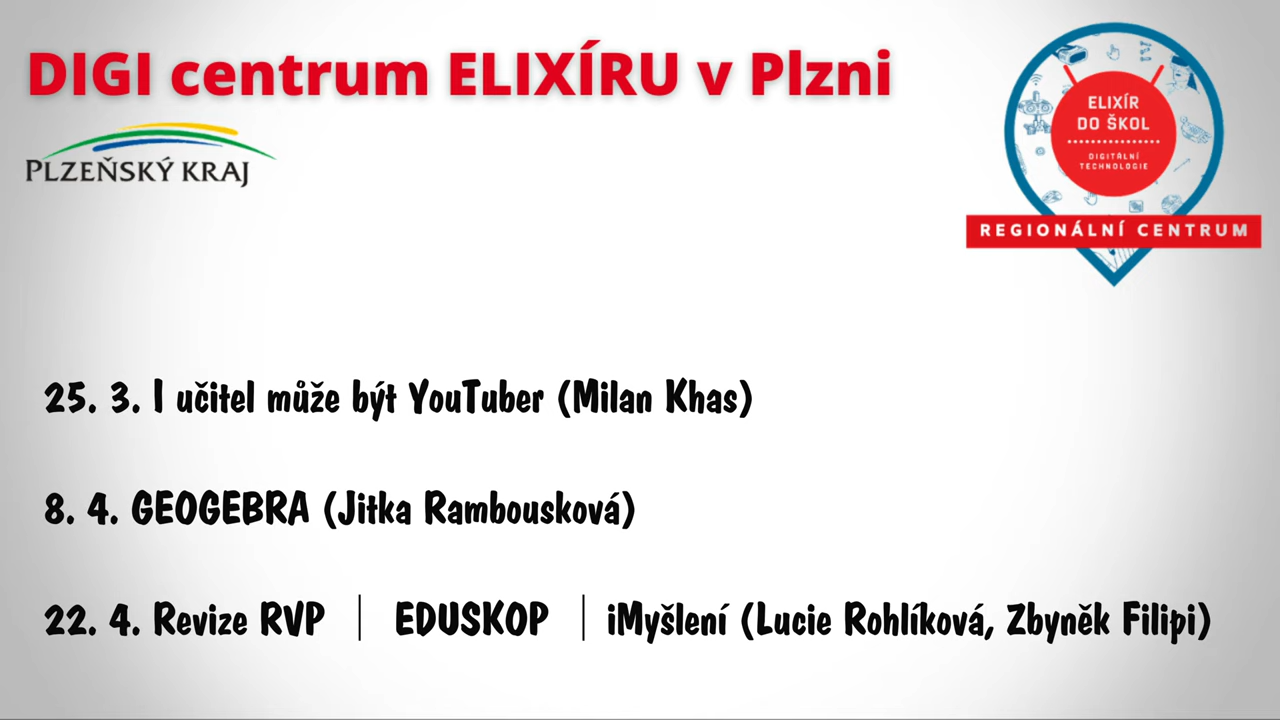 DIGI centrum ELIXÍRU v Plzni
PLZEŇSKÝ KRAJ
ELIXÍR
DO ŠKOL
DIGITÁLNÍ
TECHNOLOGIE
REGIONÁLNÍ CENTRUM
25. 3. I učitel může být YouTuber (Milan Khas)
8. 4. GEOGEBRA (Jitka Rambousková)
22. 4. Revize RVP | EDUSKOP | iMyšlení (Lucie Rohlíková, Zbyněk Filipi)